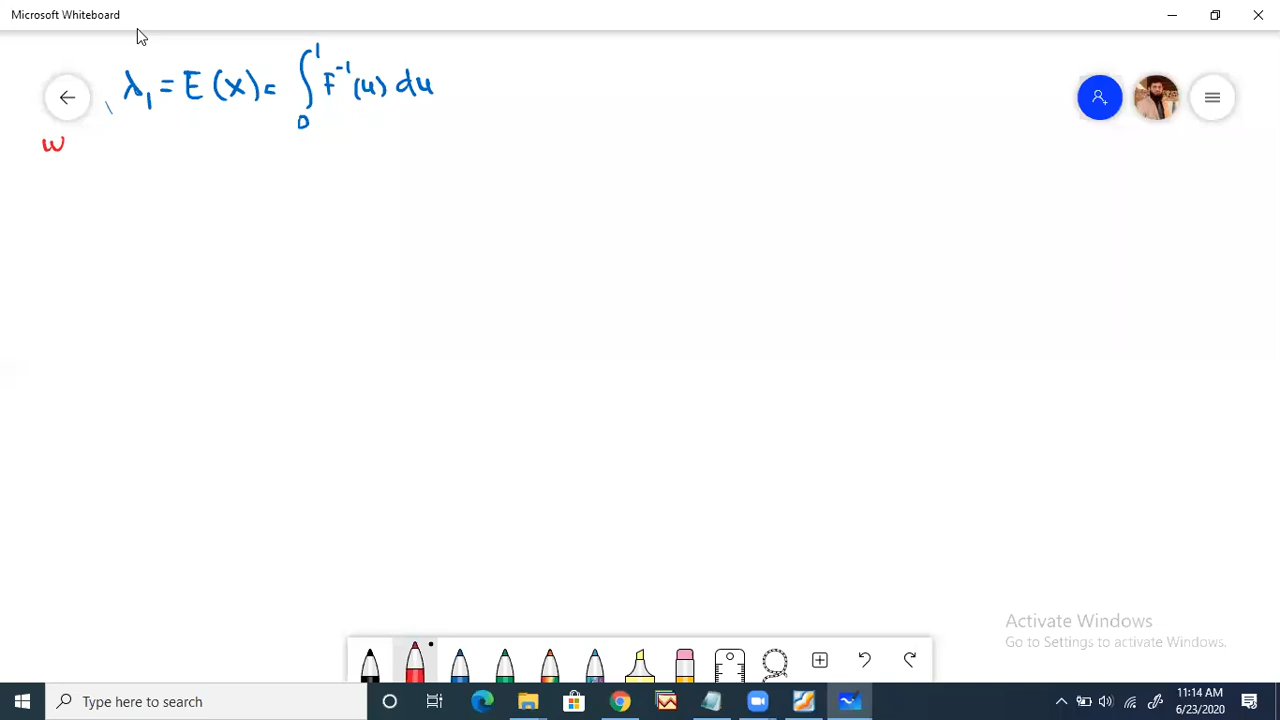 Microsoft Whiteboard
λ₁ = E(x) = ∫₀¹ F⁻¹(u) du
w
Activate Windows
Go to Settings to activate Windows.
Type here to search
11:14 AM
6/23/2020